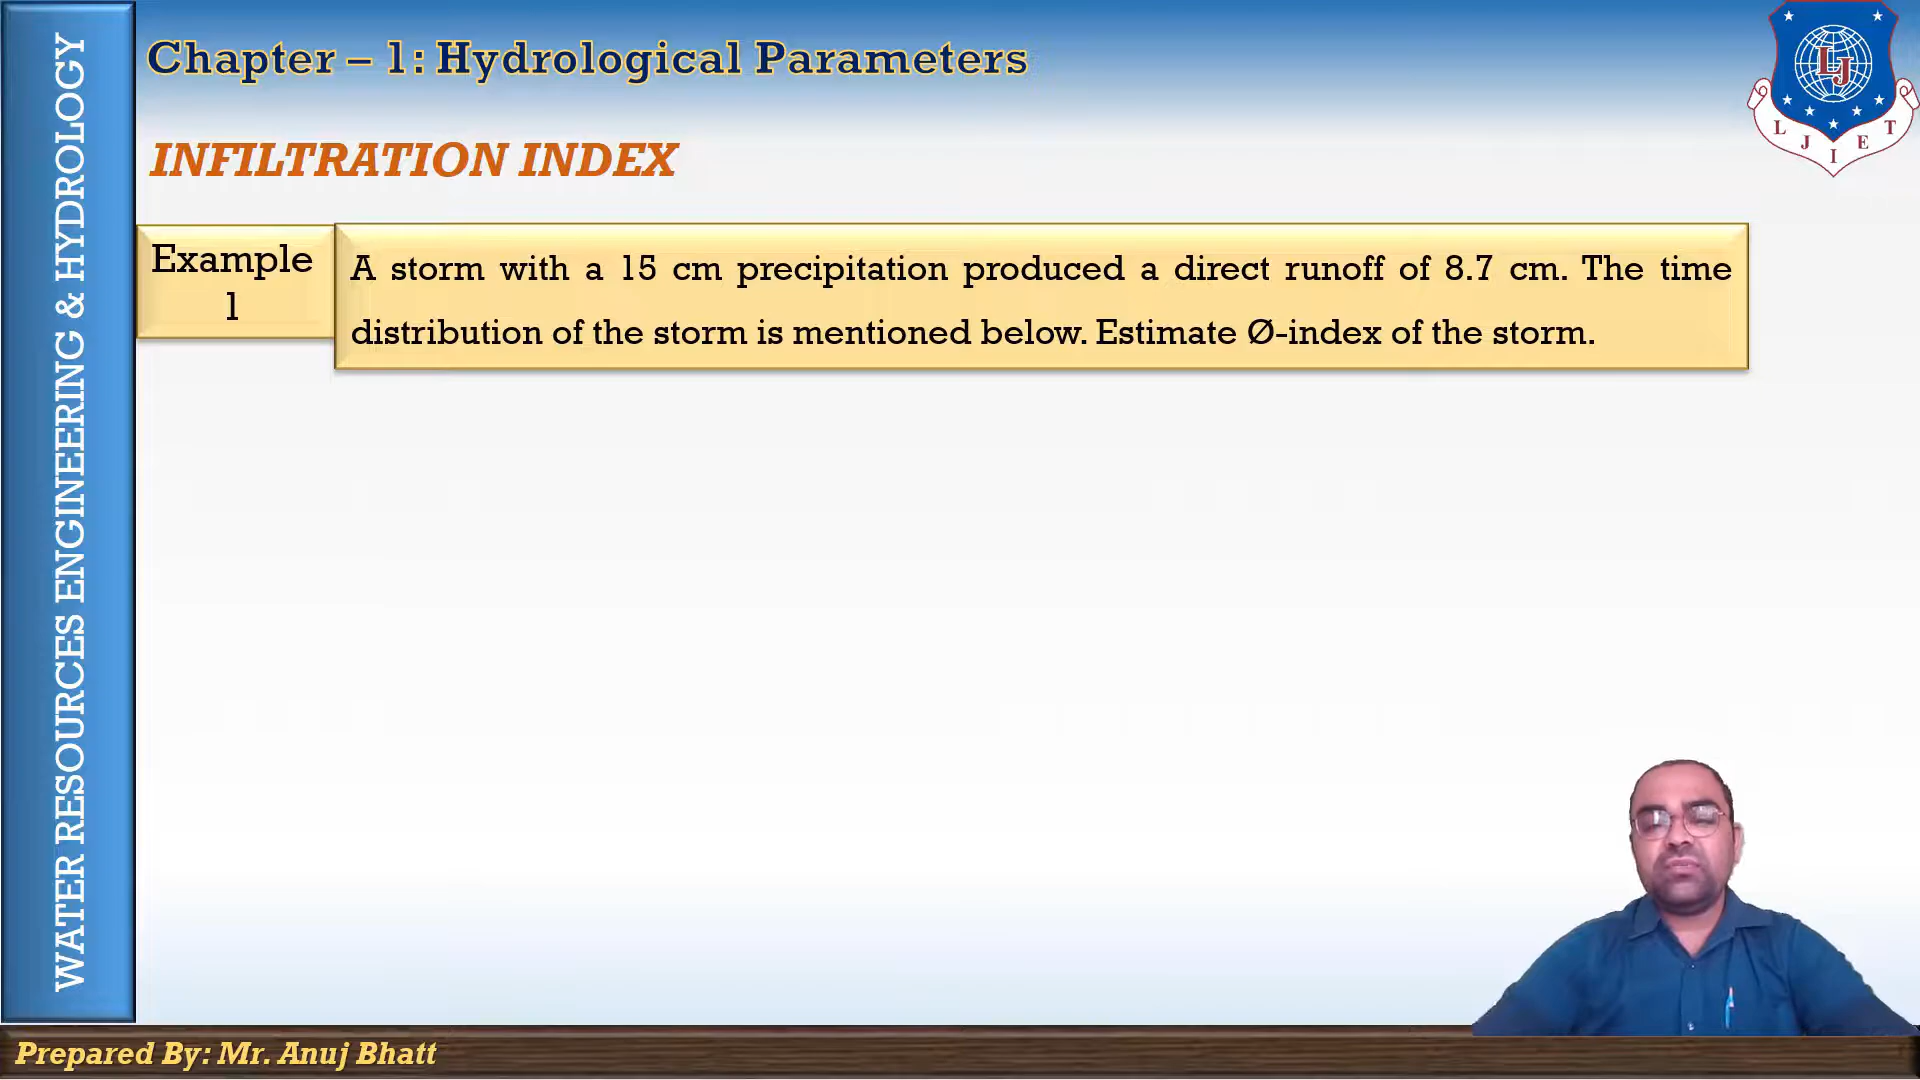 WATER RESOURCES ENGINEERING & HYDROLOGY
Chapter – 1: Hydrological Parameters
INFILTRATION INDEX
Example
1
A storm with a 15 cm precipitation produced a direct runoff of 8.7 cm. The time
distribution of the storm is mentioned below. Estimate Ø-index of the storm.
LJ
L J I E T
Prepared By: Mr. Anuj Bhatt